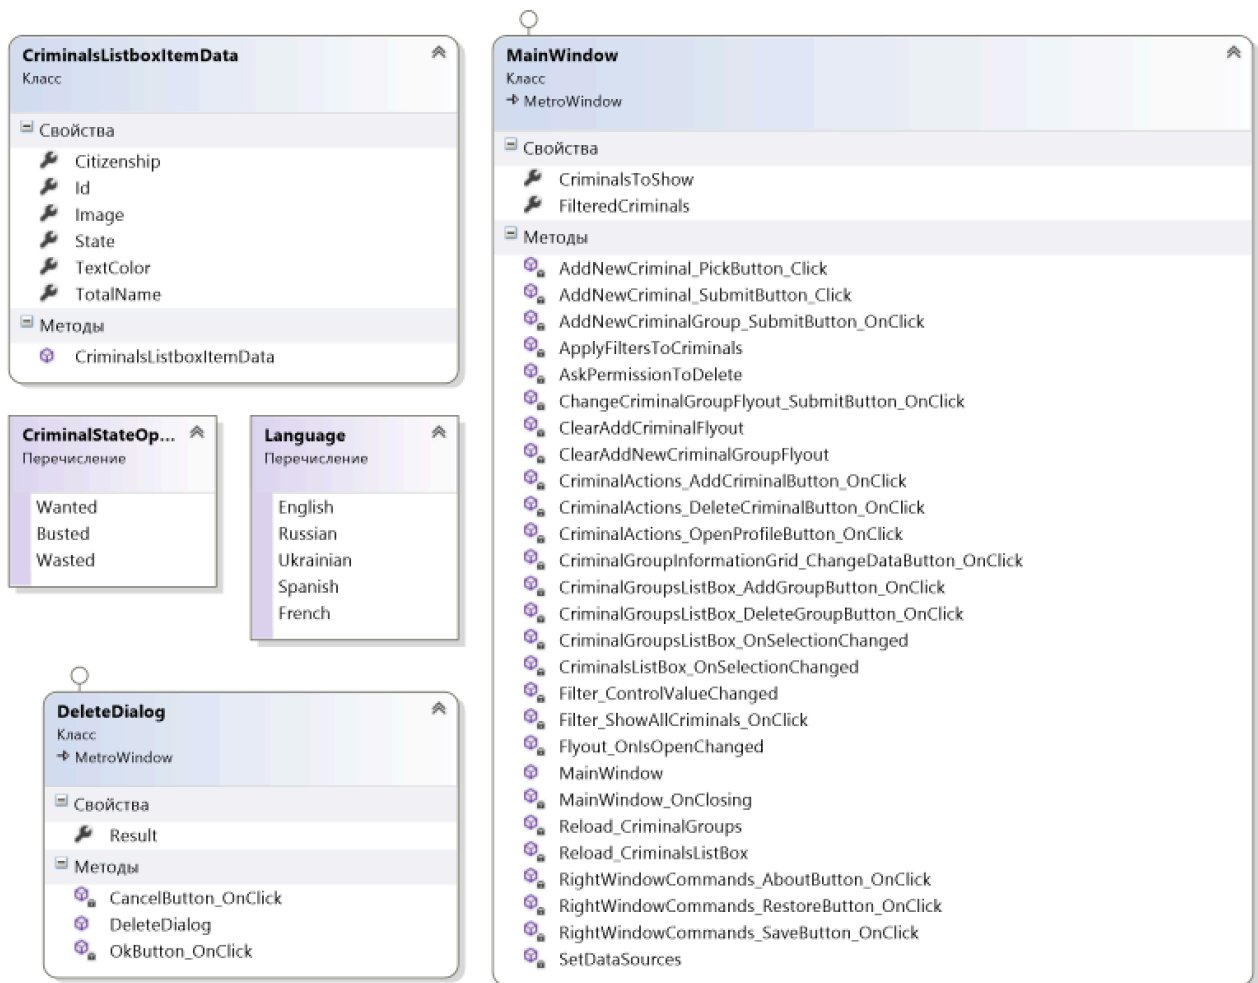 CriminalsListboxItemData
Класс
Свойства
Citizenship
Id
Image
State
TextColor
TotalName
Методы
CriminalsListboxItemData
CriminalStateOp...
Перечисление
Wanted
Busted
Wasted
Language
Перечисление
English
Russian
Ukrainian
Spanish
French
DeleteDialog
Класс
MetroWindow
Свойства
Result
Методы
CancelButton_OnClick
DeleteDialog
OkButton_OnClick
MainWindow
Класс
MetroWindow
Свойства
CriminalsToShow
FilteredCriminals
Методы
AddNewCriminal_PickButton_Click
AddNewCriminal_SubmitButton_Click
AddNewCriminalGroup_SubmitButton_OnClick
ApplyFiltersToCriminals
AskPermissionToDelete
ChangeCriminalGroupFlyout_SubmitButton_OnClick
ClearAddCriminalFlyout
ClearAddNewCriminalGroupFlyout
CriminalActions_AddCriminalButton_OnClick
CriminalActions_DeleteCriminalButton_OnClick
CriminalActions_OpenProfileButton_OnClick
CriminalGroupInformationGrid_ChangeDataButton_OnClick
CriminalGroupsListBox_AddGroupButton_OnClick
CriminalGroupsListBox_DeleteGroupButton_OnClick
CriminalGroupsListBox_OnSelectionChanged
CriminalsListBox_OnSelectionChanged
Filter_ControlValueChanged
Filter_ShowAllCriminals_OnClick
Flyout_OnIsOpenChanged
MainWindow
MainWindow_OnClosing
Reload_CriminalGroups
Reload_CriminalsListBox
RightWindowCommands_AboutButton_OnClick
RightWindowCommands_RestoreButton_OnClick
RightWindowCommands_SaveButton_OnClick
SetDataSources